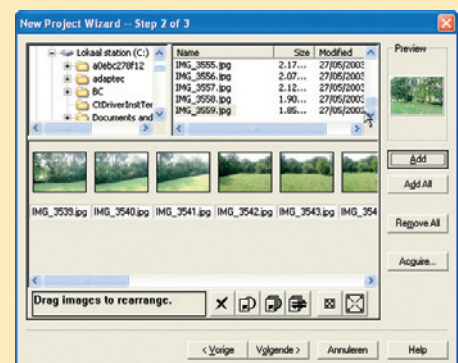 New Project Wizard -- Step 2 of 3
Lokaal station (C:)
a0ebc278f12
adaptec
BC
CtDriverInstTer
Documents and
Name Size Modified
IMG_3555.jpg 2.17... 27/05/2003
IMG_3556.jpg 2.07... 27/05/2003
IMG_3557.jpg 2.12... 27/05/2003
IMG_3558.jpg 1.90... 27/05/2003
IMG_3559.jpg 1.85... 27/05/2003
Preview
Add
Add All
Remove All
Acquire...
IMG_3539.jpg IMG_3540.jpg IMG_3541.jpg IMG_3542.jpg IMG_3543.jpg IMG_354
Drag images to rearrange.
< Vorige
Volgende >
Annuleren
Help